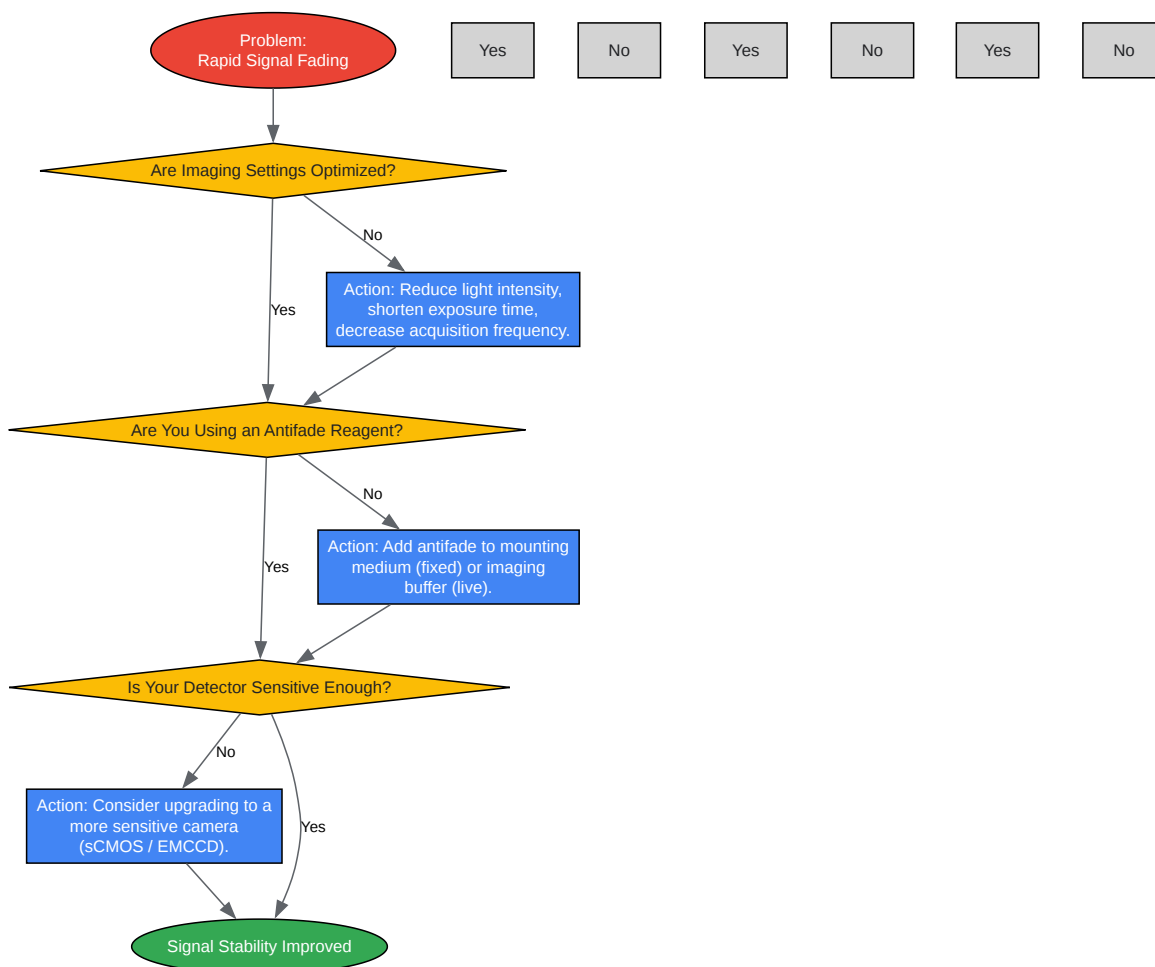 Problem:
Rapid Signal Fading
Yes
No
Yes
No
Yes
No
Are Imaging Settings Optimized?
No
Action: Reduce light intensity,
shorten exposure time,
decrease acquisition frequency.
Yes
Are You Using an Antifade Reagent?
No
Action: Add antifade to mounting
medium (fixed) or imaging
buffer (live).
Yes
Is Your Detector Sensitive Enough?
No
Action: Consider upgrading to a
more sensitive camera
(sCMOS / EMCCD).
Yes
Signal Stability Improved